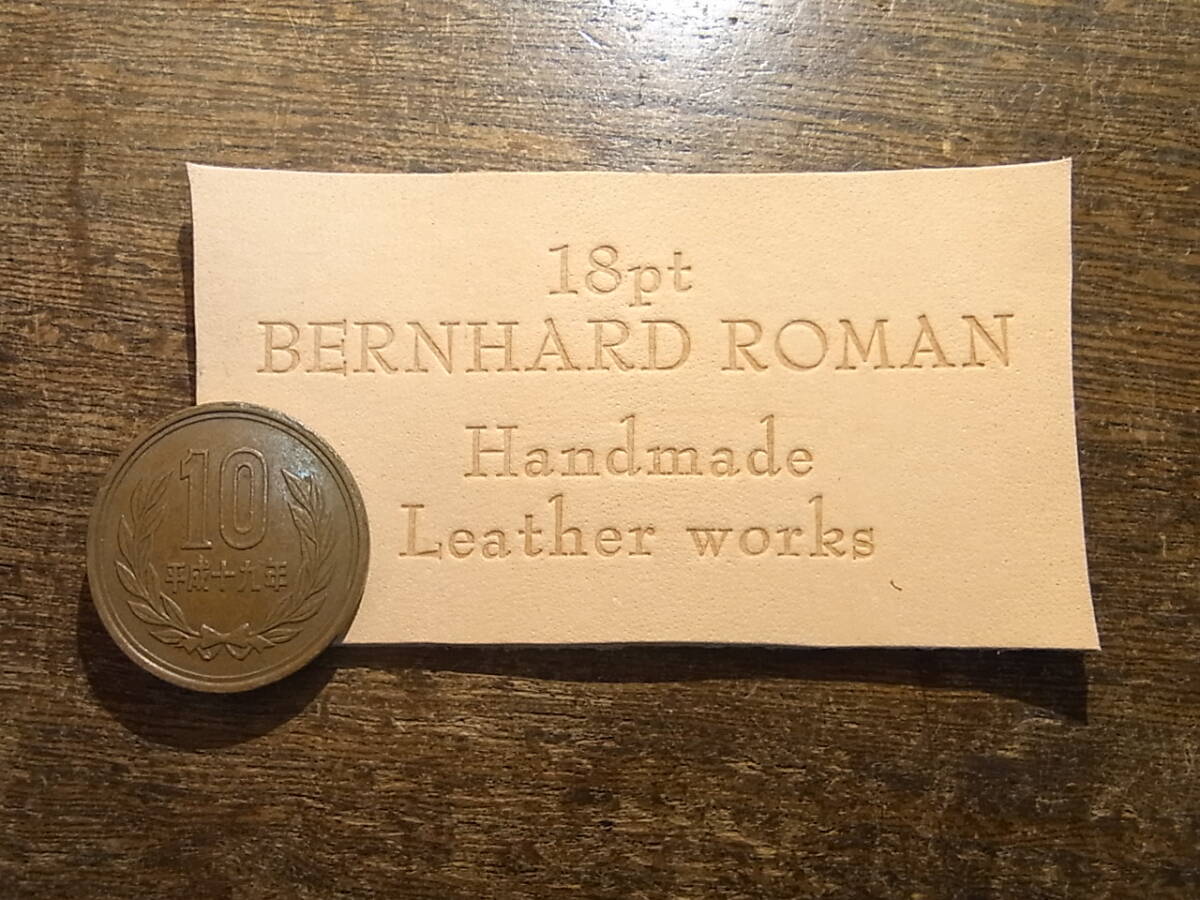 18pt
BERNHARD ROMAN
Handmade
Leather works
10
平成十九年